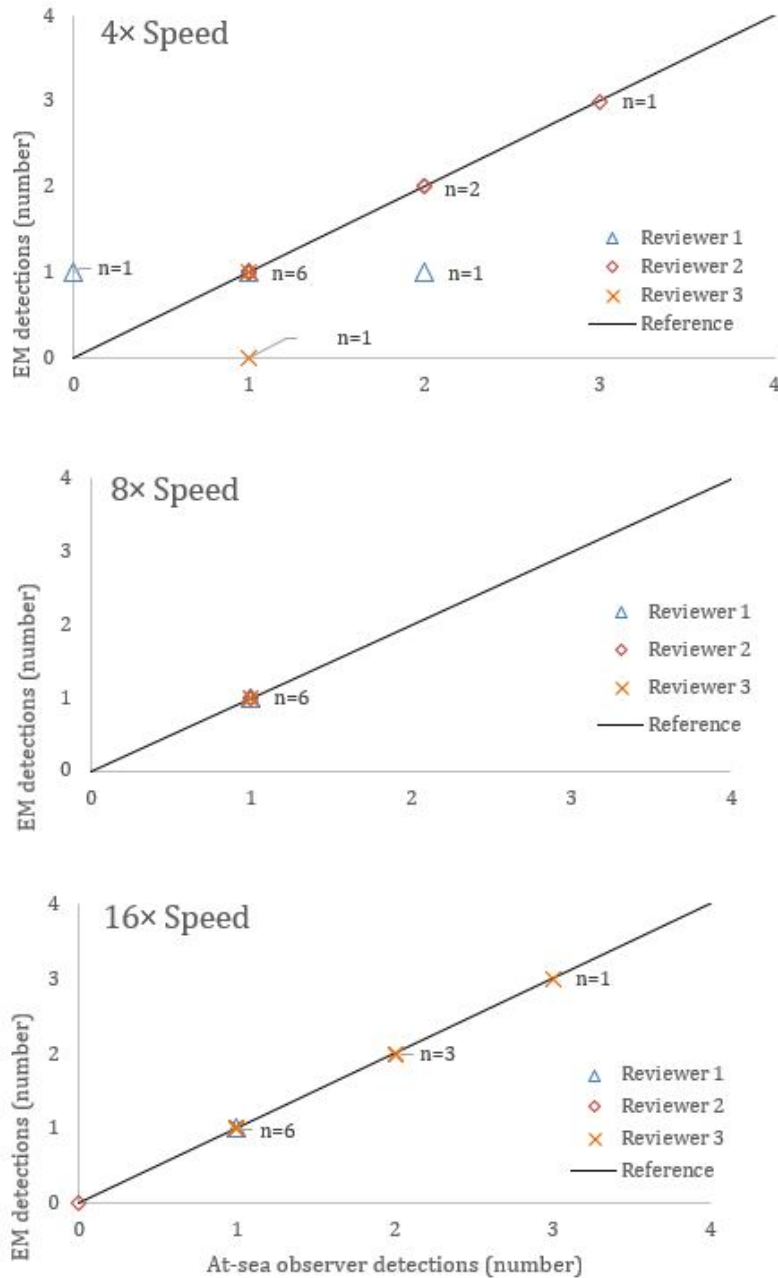 4× Speed
4
3
2
1
0
EM detections (number)
n=1
n=2
n=1
n=6
n=1
n=1
Reviewer 1
Reviewer 2
Reviewer 3
Reference
0 1 2 3 4
8× Speed
4
3
2
1
0
EM detections (number)
n=6
Reviewer 1
Reviewer 2
Reviewer 3
Reference
0 1 2 3 4
16× Speed
4
3
2
1
0
EM detections (number)
n=1
n=3
n=6
Reviewer 1
Reviewer 2
Reviewer 3
Reference
0 1 2 3 4
At-sea observer detections (number)